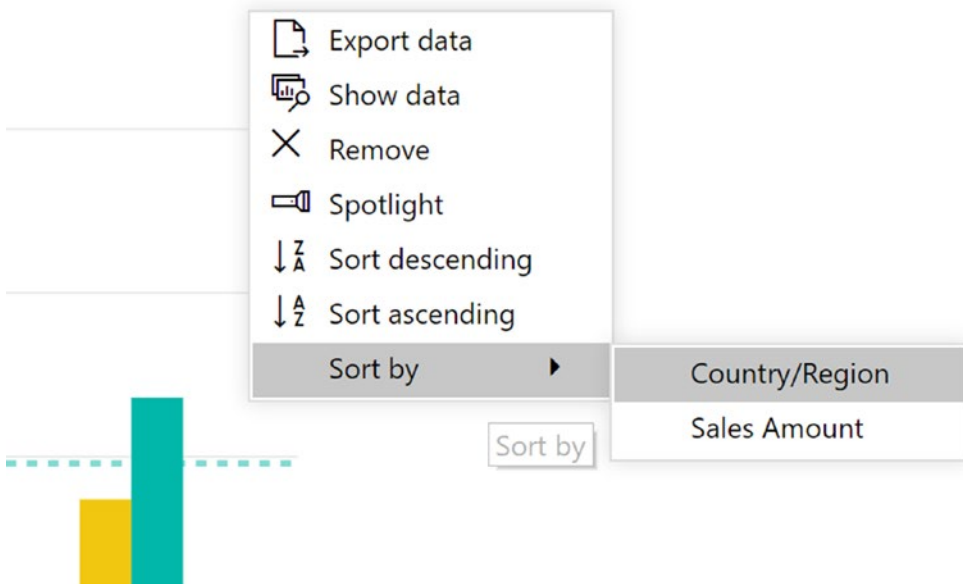 Export data
Show data
Remove
Spotlight
Sort descending
Sort ascending
Sort by
Country/Region
Sales Amount
Sort by